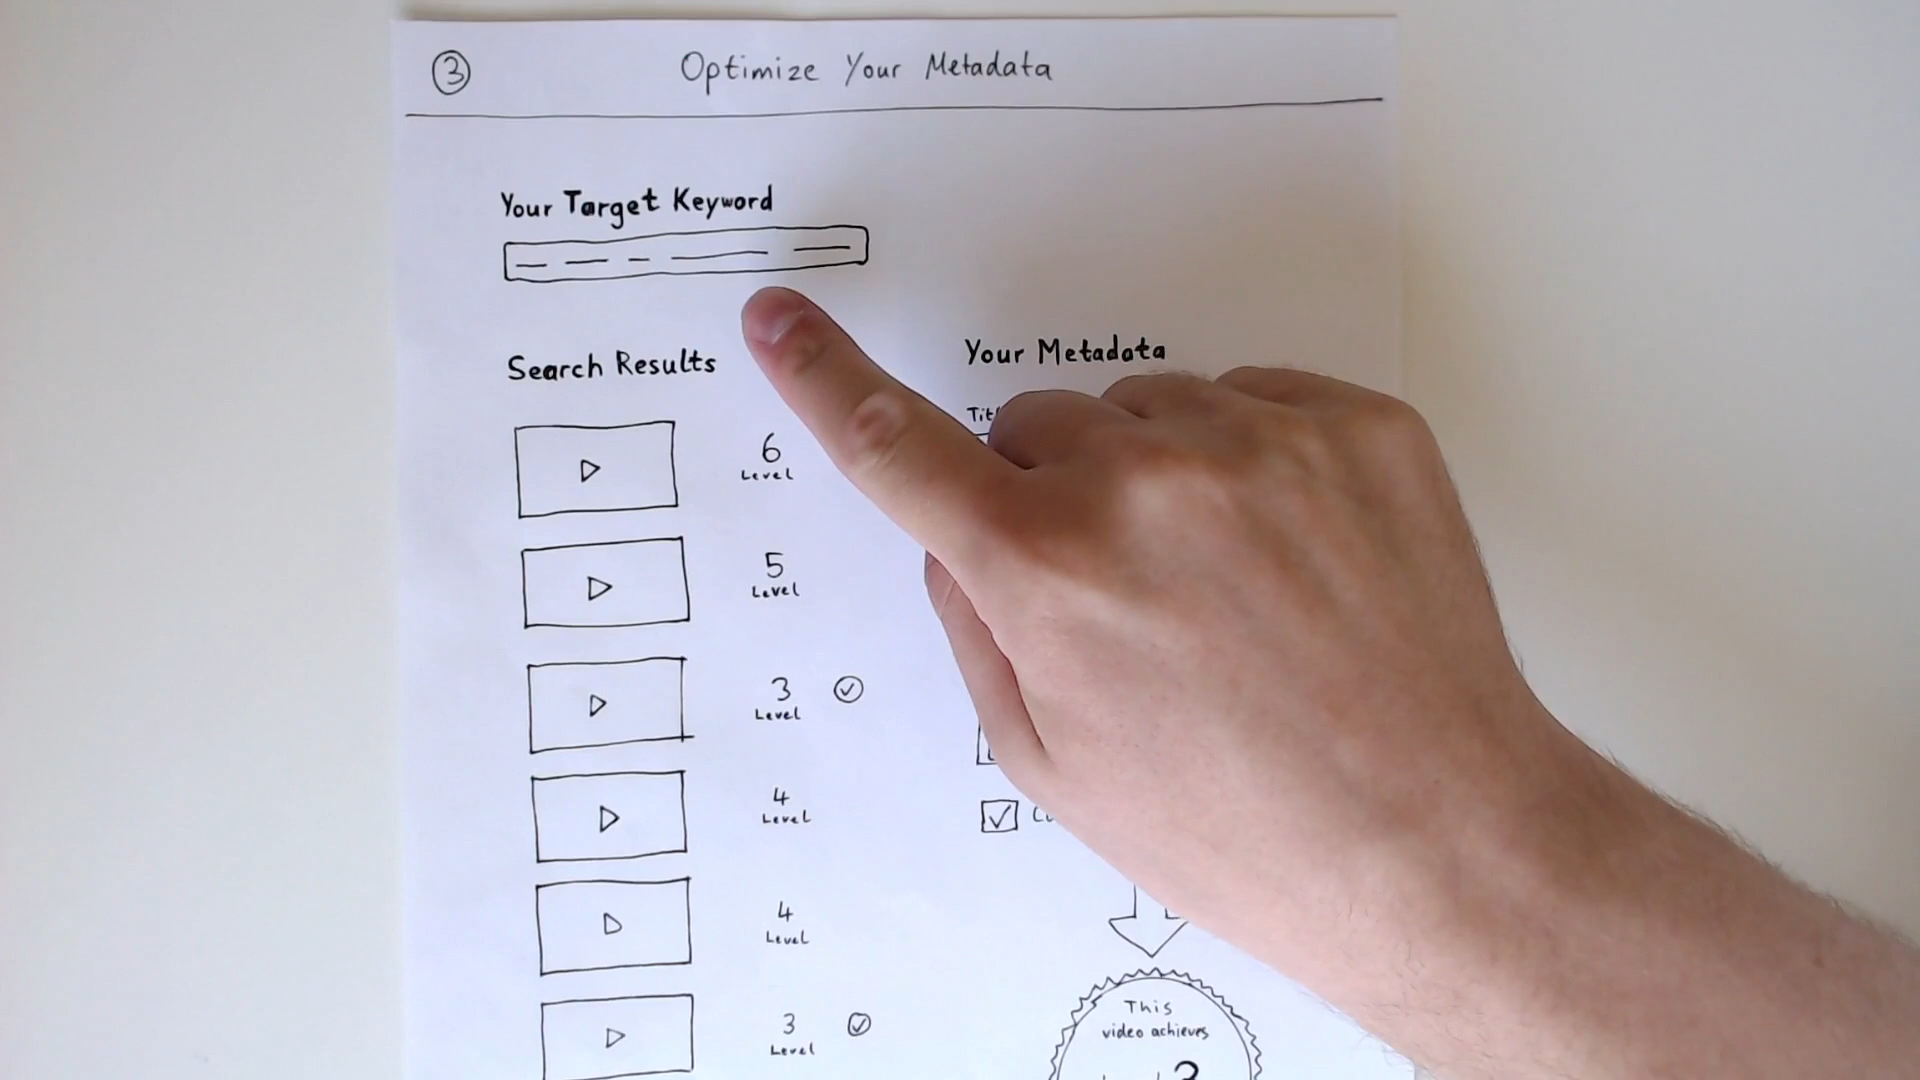 3
Optimize Your Metadata
Your Target Keyword
Search Results
6
Level
5
Level
3
Level
4
Level
4
Level
3
Level
Your Metadata
This
video achieves
3